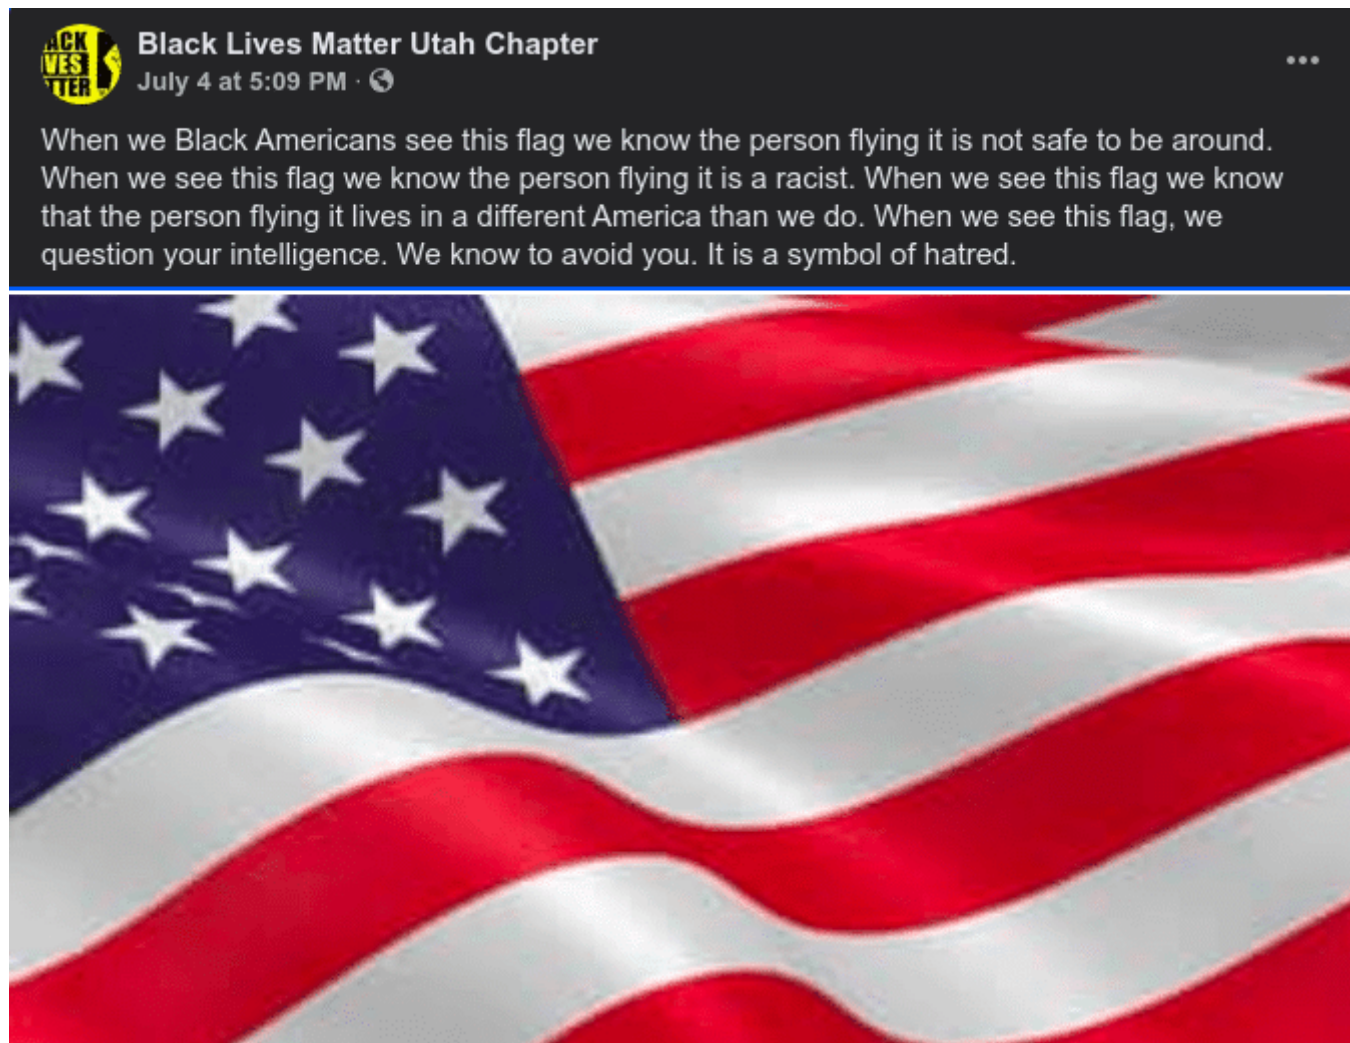 ACK
VES
TTER
Black Lives Matter Utah Chapter
July 4 at 5:09 PM ·
When we Black Americans see this flag we know the person flying it is not safe to be around.
When we see this flag we know the person flying it is a racist. When we see this flag we know
that the person flying it lives in a different America than we do. When we see this flag, we
question your intelligence. We know to avoid you. It is a symbol of hatred.